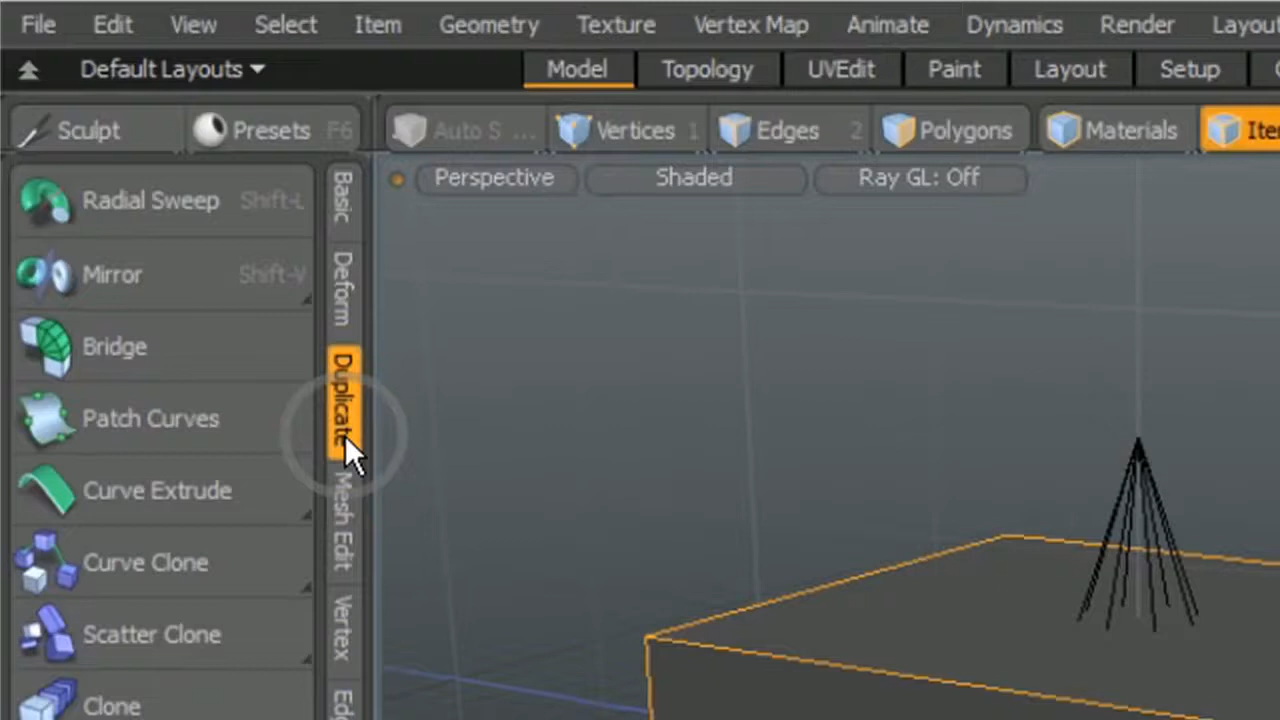 File Edit View Select Item Geometry Texture Vertex Map Animate Dynamics Render Layou
Default Layouts Model Topology UVEdit Paint Layout Setup
Sculpt Presets F6 Auto S ... Vertices 1 Edges 2 Polygons Materials Ite
Perspective Shaded Ray GL: Off
Radial Sweep Shift-L
Mirror Shift-V
Bridge
Patch Curves
Curve Extrude
Curve Clone
Scatter Clone
Clone
Basic
Deform
Duplicate
Mesh Edit
Vertex